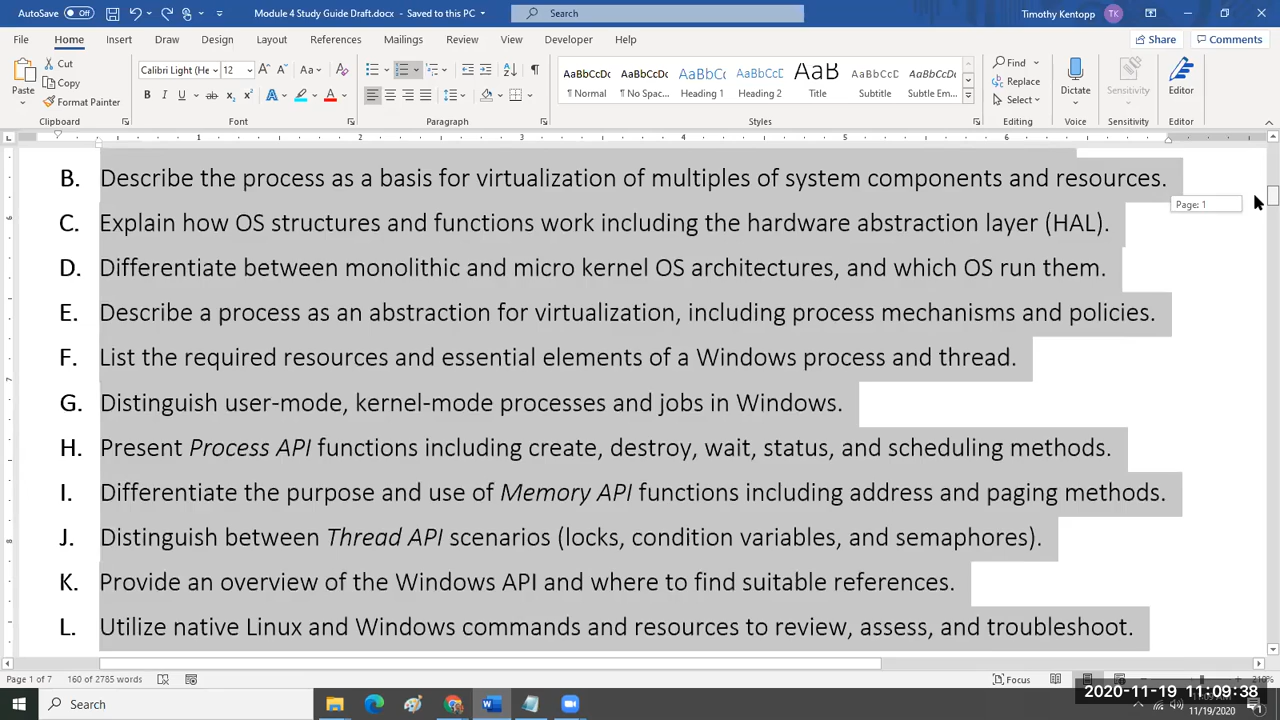 AutoSave Off Module 4 Study Guide Draft.docx - Saved to this PC Search Timothy Kentopp TK
File Home Insert Draw Design Layout References Mailings Review View Developer Help Share Comments
Paste Cut Copy Format Painter
Clipboard
Calibri Light (He 12
Font
Paragraph
AaBbCcDc AaBbCcDc AaBbCc AaBbCcD AaB AaBbCcD AaBbCcDc
¶ Normal ¶ No Spac... Heading 1 Heading 2 Title Subtitle Subtle Em...
Styles
Find Replace Select
Editing
Dictate
Voice
Sensitivity
Sensitivity
Editor
Editor
B. Describe the process as a basis for virtualization of multiples of system components and resources.
Page: 1
C. Explain how OS structures and functions work including the hardware abstraction layer (HAL).
D. Differentiate between monolithic and micro kernel OS architectures, and which OS run them.
E. Describe a process as an abstraction for virtualization, including process mechanisms and policies.
F. List the required resources and essential elements of a Windows process and thread.
G. Distinguish user-mode, kernel-mode processes and jobs in Windows.
H. Present Process API functions including create, destroy, wait, status, and scheduling methods.
I. Differentiate the purpose and use of Memory API functions including address and paging methods.
J. Distinguish between Thread API scenarios (locks, condition variables, and semaphores).
K. Provide an overview of the Windows API and where to find suitable references.
L. Utilize native Linux and Windows commands and resources to review, assess, and troubleshoot.
Page 1 of 7 160 of 2785 words Focus 210%
Search 2020-11-19 11:09:38
11/19/2020